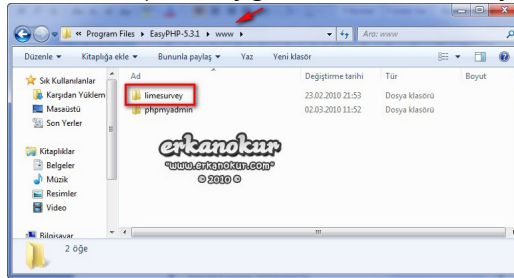 « Program Files ▸ EasyPHP-5.3.1 ▸ www ▸
Ara: www
Düzenle Kitaplığa ekle Bununla paylaş Yaz Yeni klasör
Ad Değiştirme tarihi Tür Boyut
Sık Kullanılanlar
Karşıdan Yüklem
Masaüstü
Son Yerler
Kitaplıklar
Belgeler
Müzik
Resimler
Video
Bilgisayar
limesurvey 23.02.2010 21:53 Dosya klasörü
phpmyadmin 02.03.2010 11:52 Dosya klasörü
erkanokur
www.erkanokur.com
© 2010 ©
2 öğe